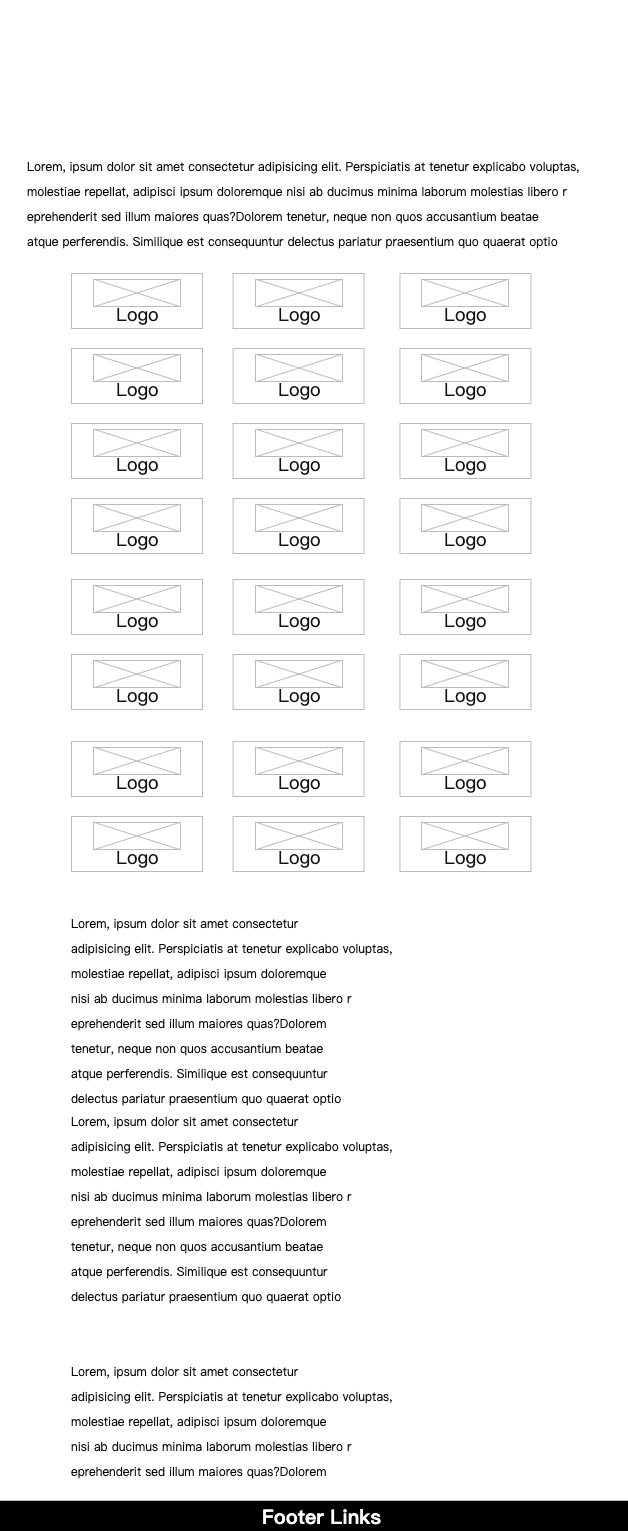 Lorem, ipsum dolor sit amet consectetur adipisicing elit. Perspiciatis at tenetur explicabo voluptas,
molestiae repellat, adipisci ipsum doloremque nisi ab ducimus minima laborum molestias libero r
eprehenderit sed illum maiores quas?Dolorem tenetur, neque non quos accusantium beatae
atque perferendis. Similique est consequuntur delectus pariatur praesentium quo quaerat optio
Logo Logo Logo
Logo Logo Logo
Logo Logo Logo
Logo Logo Logo
Logo Logo Logo
Logo Logo Logo
Logo Logo Logo
Logo Logo Logo
Lorem, ipsum dolor sit amet consectetur
adipisicing elit. Perspiciatis at tenetur explicabo voluptas,
molestiae repellat, adipisci ipsum doloremque
nisi ab ducimus minima laborum molestias libero r
eprehenderit sed illum maiores quas?Dolorem
tenetur, neque non quos accusantium beatae
atque perferendis. Similique est consequuntur
delectus pariatur praesentium quo quaerat optio
Lorem, ipsum dolor sit amet consectetur
adipisicing elit. Perspiciatis at tenetur explicabo voluptas,
molestiae repellat, adipisci ipsum doloremque
nisi ab ducimus minima laborum molestias libero r
eprehenderit sed illum maiores quas?Dolorem
tenetur, neque non quos accusantium beatae
atque perferendis. Similique est consequuntur
delectus pariatur praesentium quo quaerat optio
Lorem, ipsum dolor sit amet consectetur
adipisicing elit. Perspiciatis at tenetur explicabo voluptas,
molestiae repellat, adipisci ipsum doloremque
nisi ab ducimus minima laborum molestias libero r
eprehenderit sed illum maiores quas?Dolorem
Footer Links